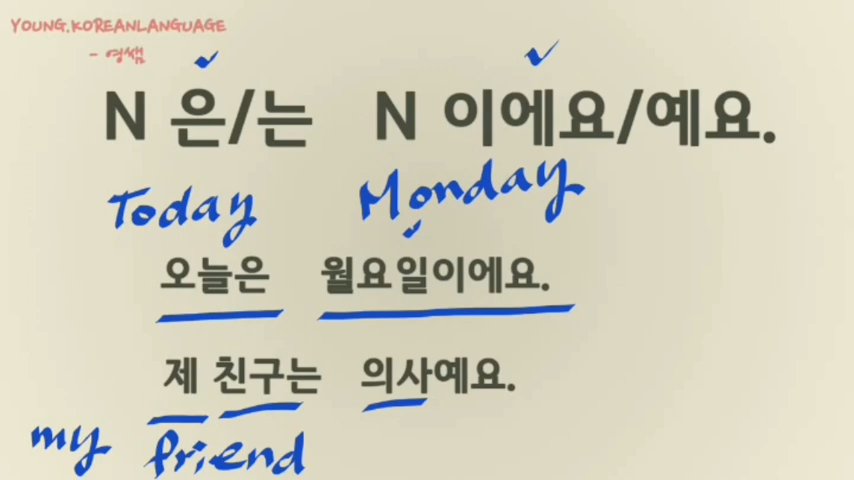 YOUNG.KOREANLANGUAGE
- 영쌤
N 은/는 N 이에요/예요.
Today Monday
오늘은 월요일이에요.
제 친구는 의사예요.
my friend